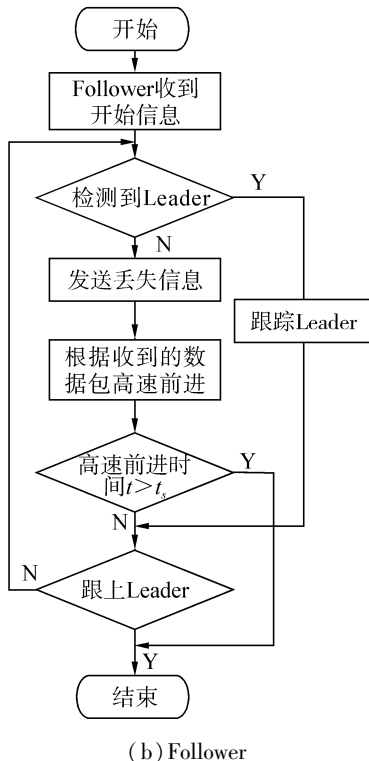 开始
Follower收到
开始信息
检测到Leader
Y
N
发送丢失信息
跟踪Leader
根据收到的数
据包高速前进
高速前进时
间t>tₛ
Y
N
跟上Leader
N
Y
结束
(b) Follower